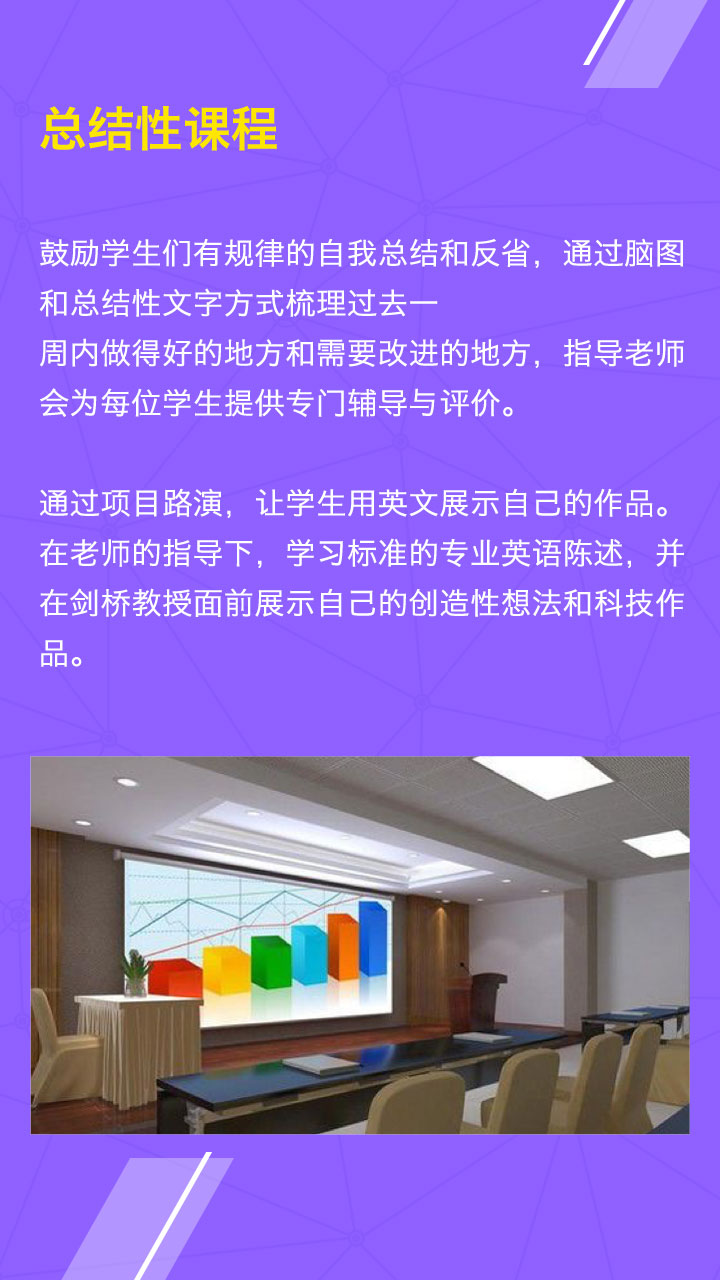 总结性课程
鼓励学生们有规律的自我总结和反省，通过脑图
和总结性文字方式梳理过去一
周内做得好的地方和需要改进的地方，指导老师
会为每位学生提供专门辅导与评价。
通过项目路演，让学生用英文展示自己的作品。
在老师的指导下，学习标准的专业英语陈述，并
在剑桥教授面前展示自己的创造性想法和科技作
品。